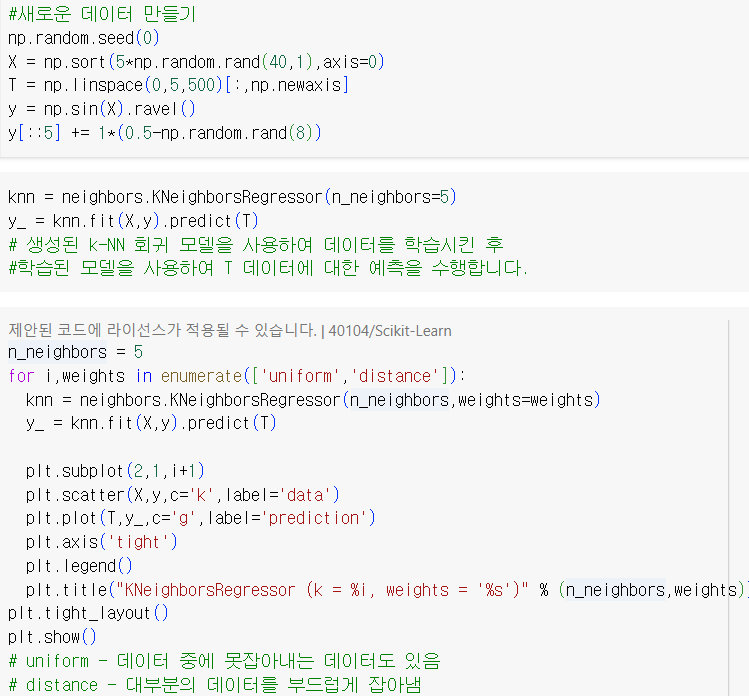 #새로운 데이터 만들기
np.random.seed(0)
X = np.sort(5*np.random.rand(40,1),axis=0)
T = np.linspace(0,5,500)[:,np.newaxis]
y = np.sin(X).ravel()
y[::5] += 1*(0.5-np.random.rand(8))
knn = neighbors.KNeighborsRegressor(n_neighbors=5)
y_ = knn.fit(X,y).predict(T)
# 생성된 k-NN 회귀 모델을 사용하여 데이터를 학습시킨 후
#학습된 모델을 사용하여 T 데이터에 대한 예측을 수행합니다.
제안된 코드에 라이선스가 적용될 수 있습니다. | 40104/Scikit-Learn
n_neighbors = 5
for i,weights in enumerate(['uniform','distance']):
  knn = neighbors.KNeighborsRegressor(n_neighbors,weights=weights)
  y_ = knn.fit(X,y).predict(T)
  plt.subplot(2,1,i+1)
  plt.scatter(X,y,c='k',label='data')
  plt.plot(T,y_,c='g',label='prediction')
  plt.axis('tight')
  plt.legend()
  plt.title("KNeighborsRegressor (k = %i, weights = '%s')" % (n_neighbors,weights))
plt.tight_layout()
plt.show()
# uniform - 데이터 중에 못잡아내는 데이터도 있음
# distance - 대부분의 데이터를 부드럽게 잡아냄